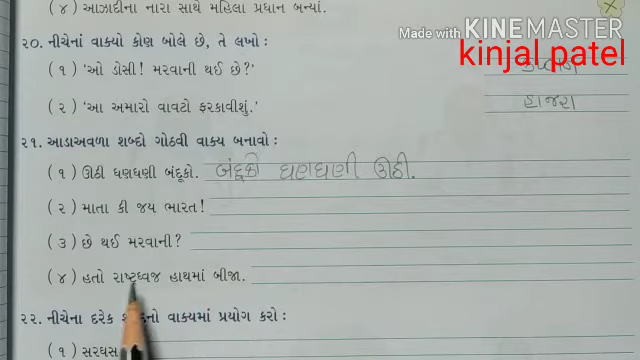 (૪) આઝાદીના નારા સાથે મહિલા પ્રધાન બન્યાં.
Made with KINEMASTER
kinjal patel
૨૦. નીચેનાં વાક્યો કોણ બોલે છે, તે લખો :
(૧) 'ઓ ડોસી! મરવાની થઈ છે?'
(૨) 'આ અમારો વાવટો ફરકાવીશું.' હાજરા
૨૧. આડાઅવળા શબ્દો ગોઠવી વાક્ય બનાવો :
(૧) ઊઠી ધણધણી બંદૂકો. બંદૂકો ધણધણી ઊઠી.
(૨) માતા કી જય ભારત!
(૩) છે થઈ મરવાની?
(૪) હતો રાષ્ટ્રધ્વજ હાથમાં બીજા.
૨૨. નીચેના દરેક શબ્દનો વાક્યમાં પ્રયોગ કરો :
(૧) સરઘસ